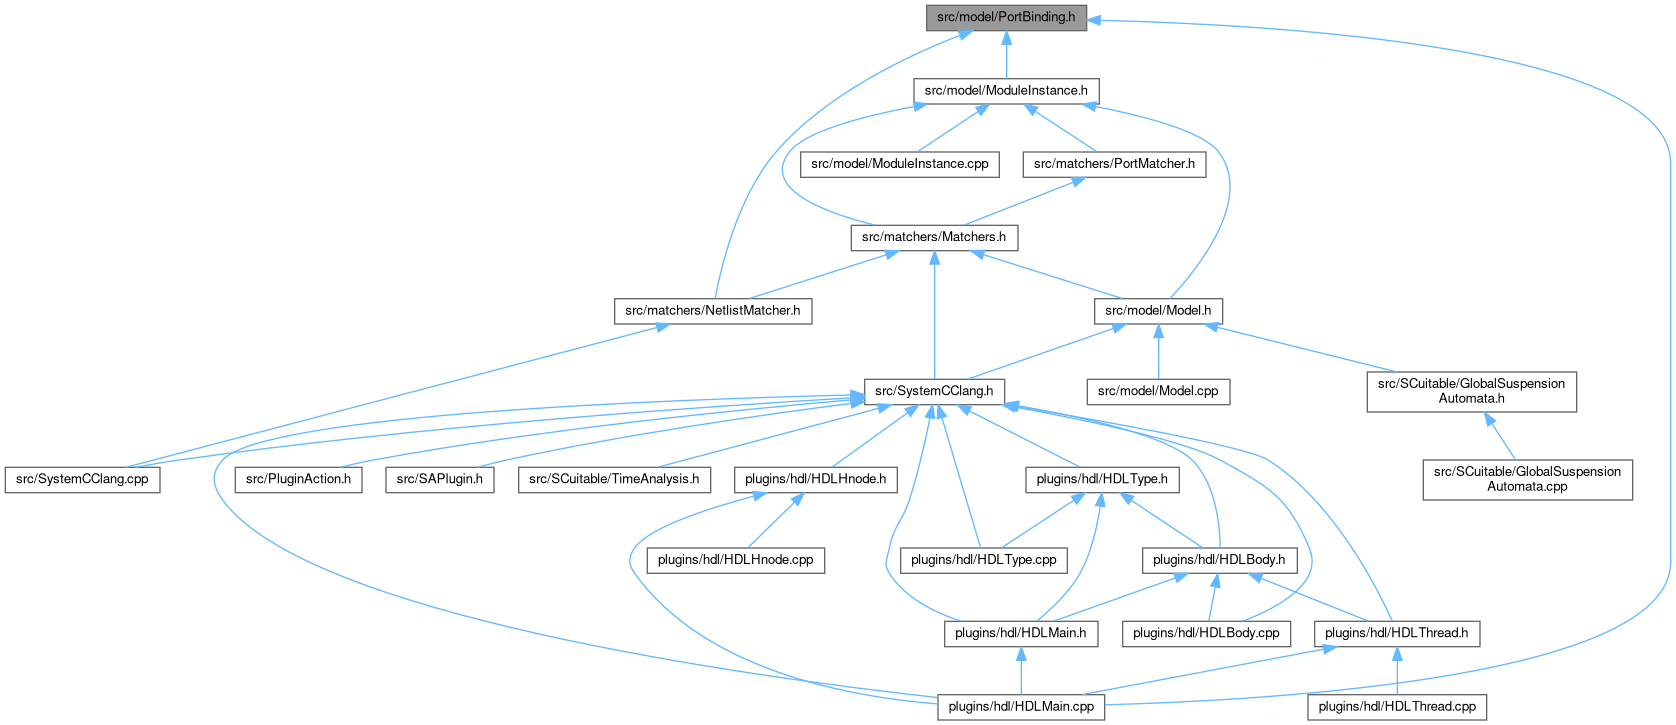 src/model/PortBinding.h
src/model/ModuleInstance.h
src/model/ModuleInstance.cpp
src/matchers/PortMatcher.h
src/matchers/Matchers.h
src/matchers/NetlistMatcher.h
src/model/Model.h
src/SystemCClang.h
src/model/Model.cpp
src/SCuitable/GlobalSuspension
Automata.h
src/SystemCClang.cpp
src/PluginAction.h
src/SAPlugin.h
src/SCuitable/TimeAnalysis.h
plugins/hdl/HDLHnode.h
plugins/hdl/HDLType.h
src/SCuitable/GlobalSuspension
Automata.cpp
plugins/hdl/HDLHnode.cpp
plugins/hdl/HDLType.cpp
plugins/hdl/HDLBody.h
plugins/hdl/HDLMain.h
plugins/hdl/HDLBody.cpp
plugins/hdl/HDLThread.h
plugins/hdl/HDLMain.cpp
plugins/hdl/HDLThread.cpp